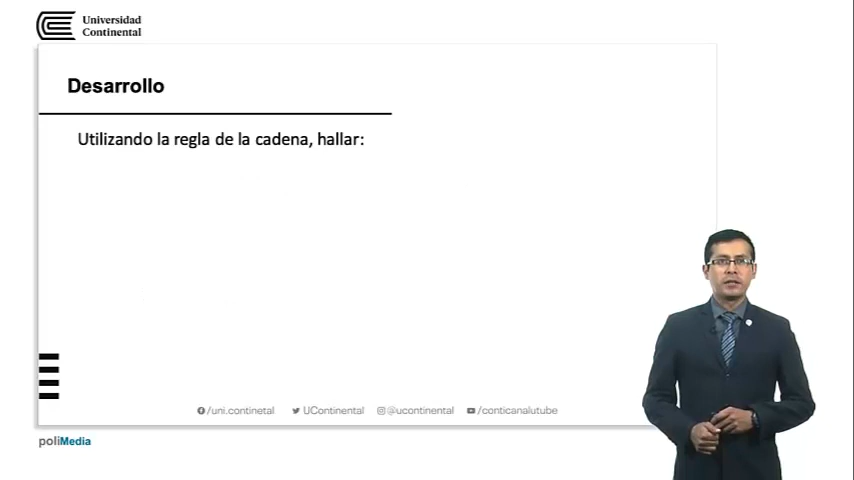 Universidad
Continental
Desarrollo
Utilizando la regla de la cadena, hallar:
/uni.continetal UContinental @ucontinental /conticanalutube
poliMedia